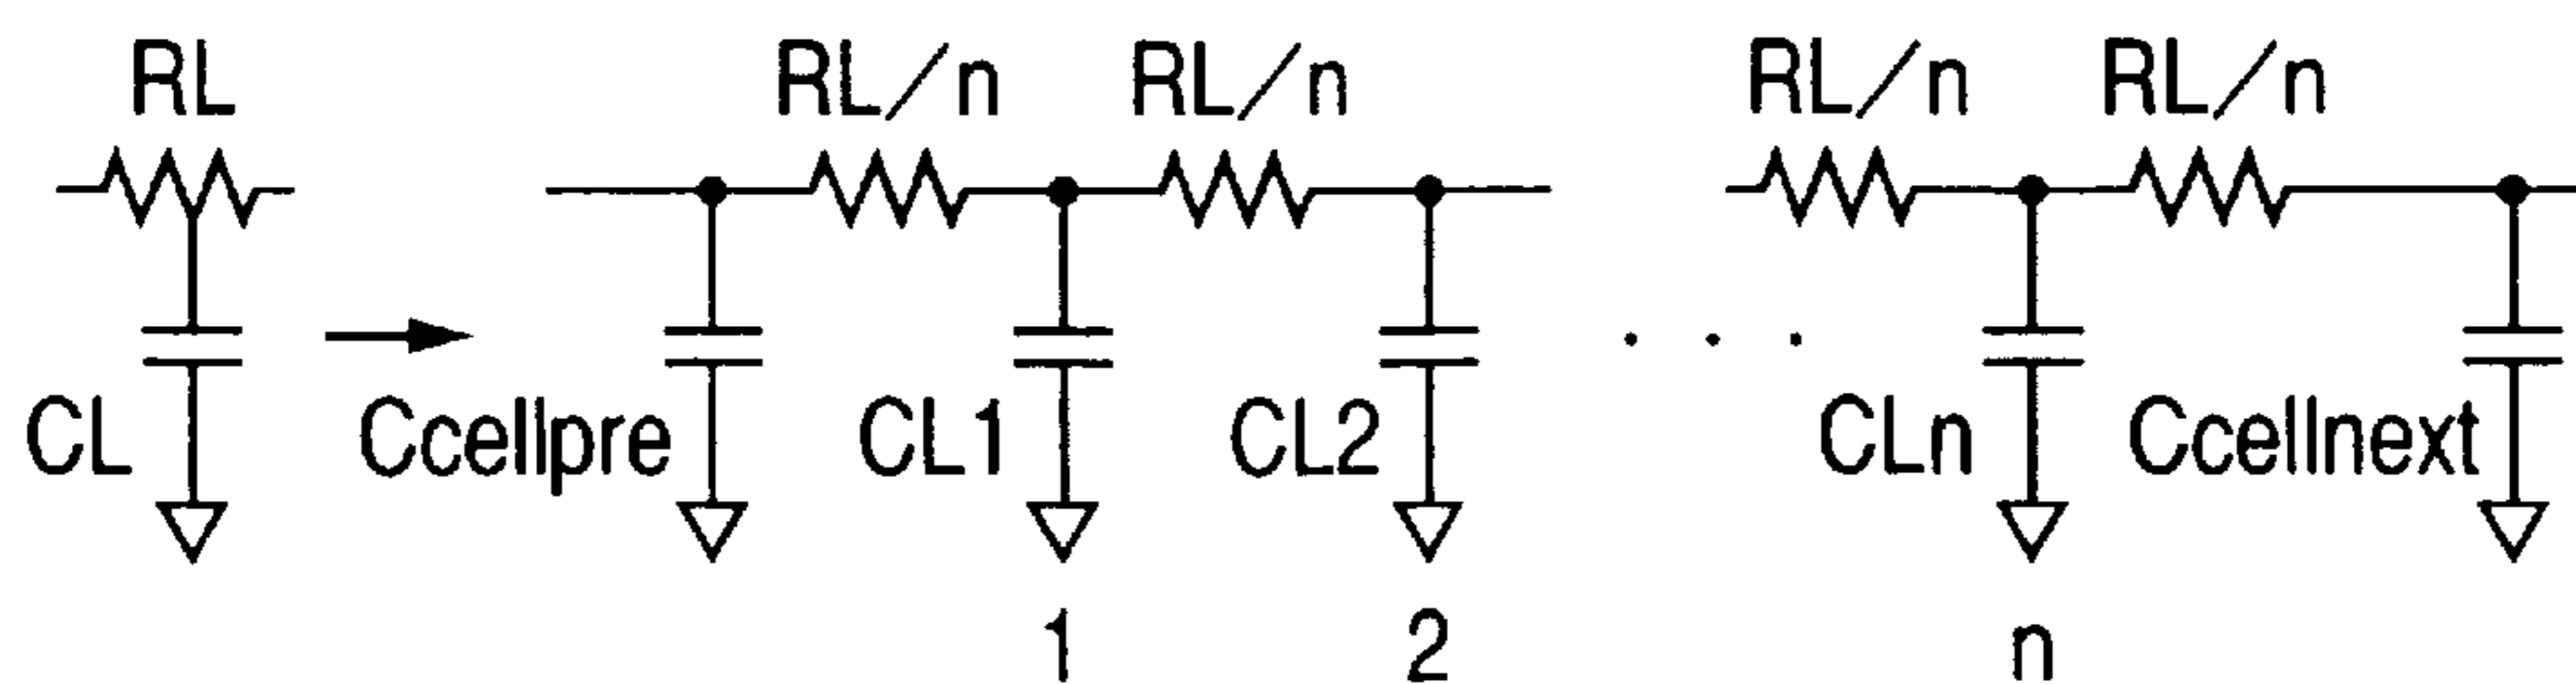 RL RL/n RL/n RL/n RL/n
CL Ccellpre CL1 CL2 · · · CLn Ccellnext
1 2 n